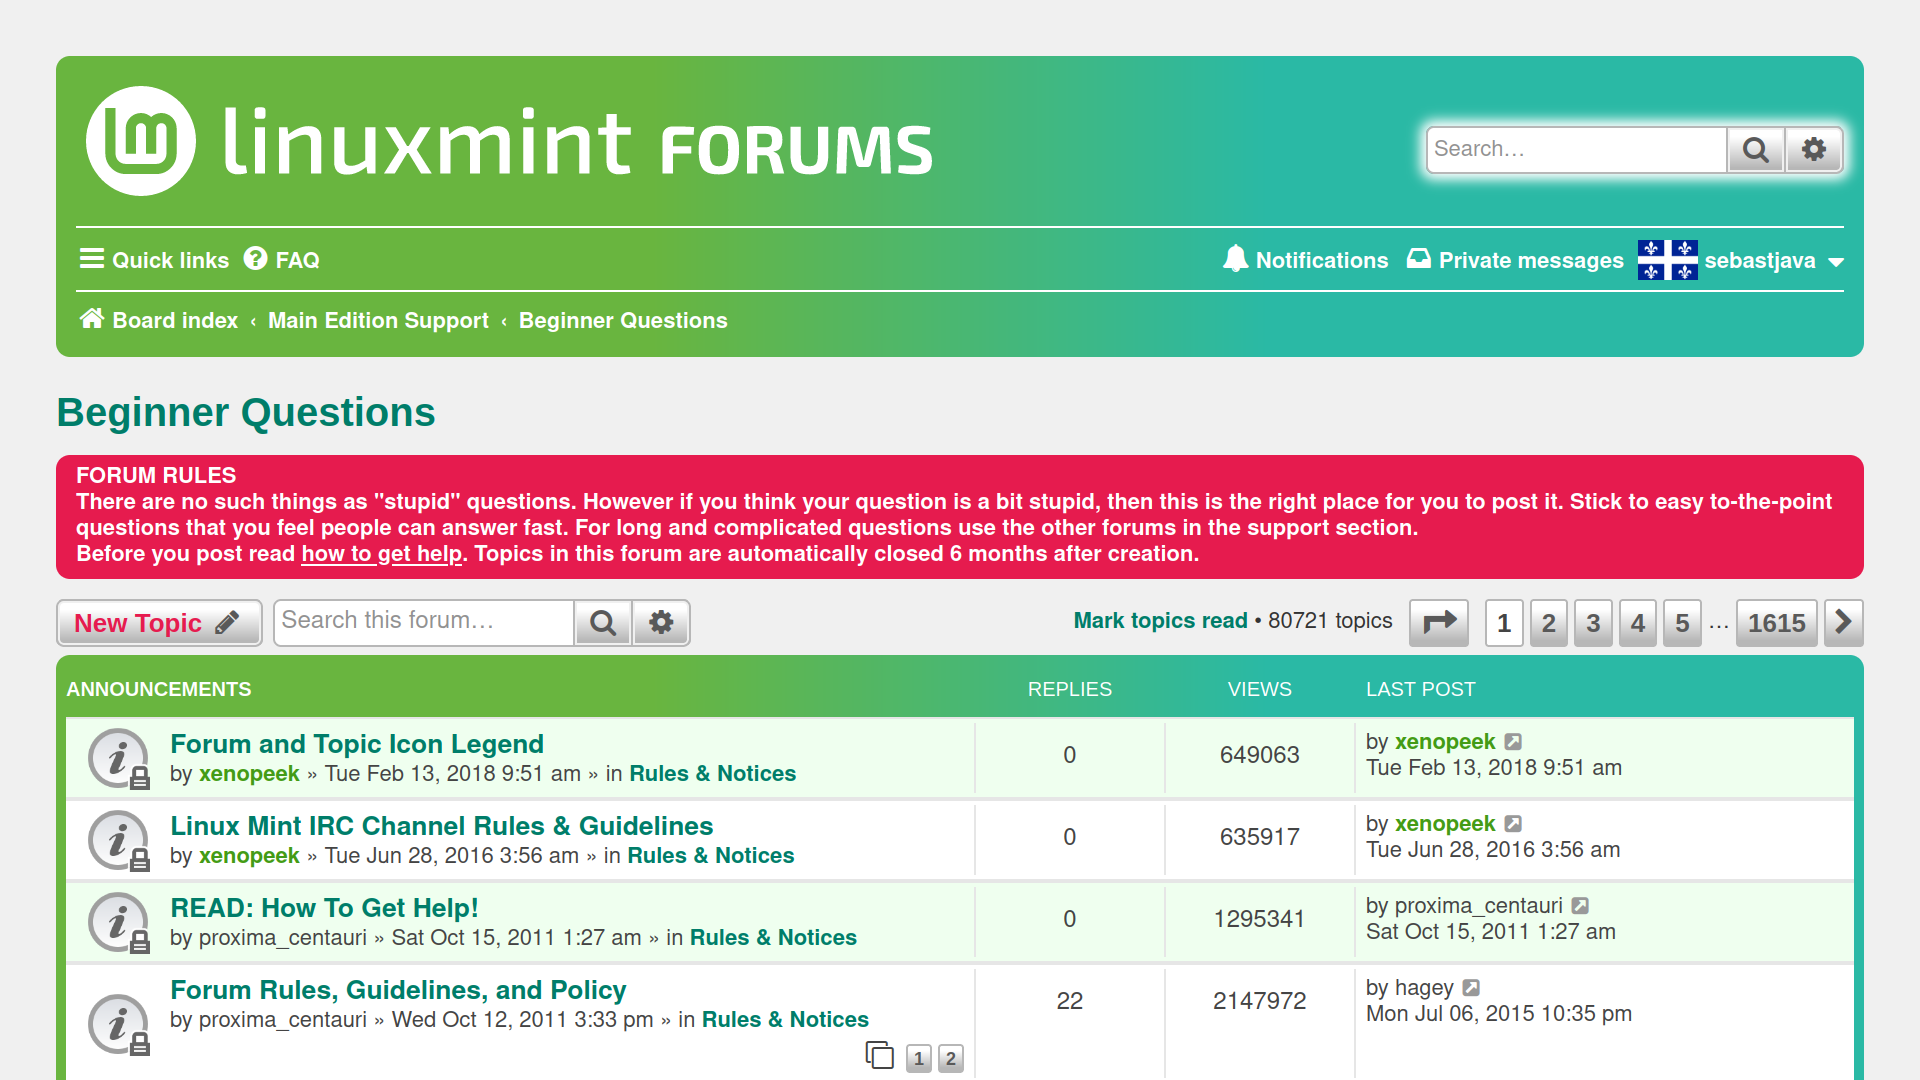 linuxmint FORUMS
Search…
Quick links FAQ
Notifications Private messages sebastjava
Board index ‹ Main Edition Support ‹ Beginner Questions
Beginner Questions
FORUM RULES
There are no such things as "stupid" questions. However if you think your question is a bit stupid, then this is the right place for you to post it. Stick to easy to-the-point
questions that you feel people can answer fast. For long and complicated questions use the other forums in the support section.
Before you post read how to get help. Topics in this forum are automatically closed 6 months after creation.
New Topic Search this forum… Mark topics read • 80721 topics 1 2 3 4 5 … 1615
ANNOUNCEMENTS REPLIES VIEWS LAST POST
Forum and Topic Icon Legend
by xenopeek » Tue Feb 13, 2018 9:51 am » in Rules & Notices
0
649063
by xenopeek
Tue Feb 13, 2018 9:51 am
Linux Mint IRC Channel Rules & Guidelines
by xenopeek » Tue Jun 28, 2016 3:56 am » in Rules & Notices
0
635917
by xenopeek
Tue Jun 28, 2016 3:56 am
READ: How To Get Help!
by proxima_centauri » Sat Oct 15, 2011 1:27 am » in Rules & Notices
0
1295341
by proxima_centauri
Sat Oct 15, 2011 1:27 am
Forum Rules, Guidelines, and Policy
by proxima_centauri » Wed Oct 12, 2011 3:33 pm » in Rules & Notices
1 2
22
2147972
by hagey
Mon Jul 06, 2015 10:35 pm